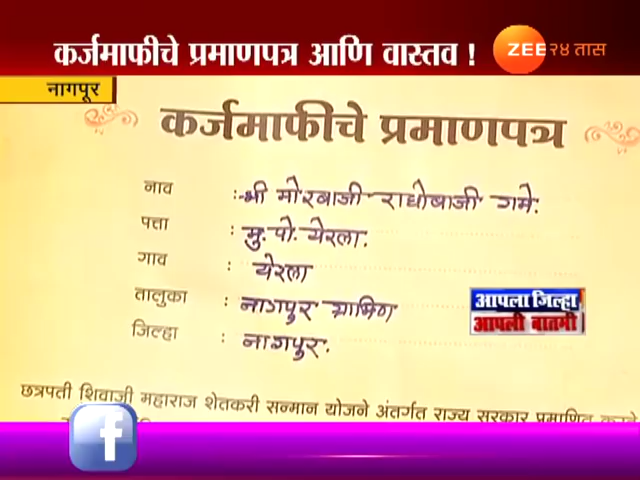 कर्जमाफीचे प्रमाणपत्र आणि वास्तव !
ZEE २४ तास
नागपूर
कर्जमाफीचे प्रमाणपत्र
नाव : श्री मोरबाजी राघोबाजी गमे.
पत्ता : मु. पो. येरला.
गाव : येरला
तालुका : नागपुर ग्रामिण
जिल्हा : नागपुर.
आपला जिल्हा
आपली बातमी
छत्रपती शिवाजी महाराज शेतकरी सन्मान योजने अंतर्गत राज्य सरकार प्रमाणित करते
f